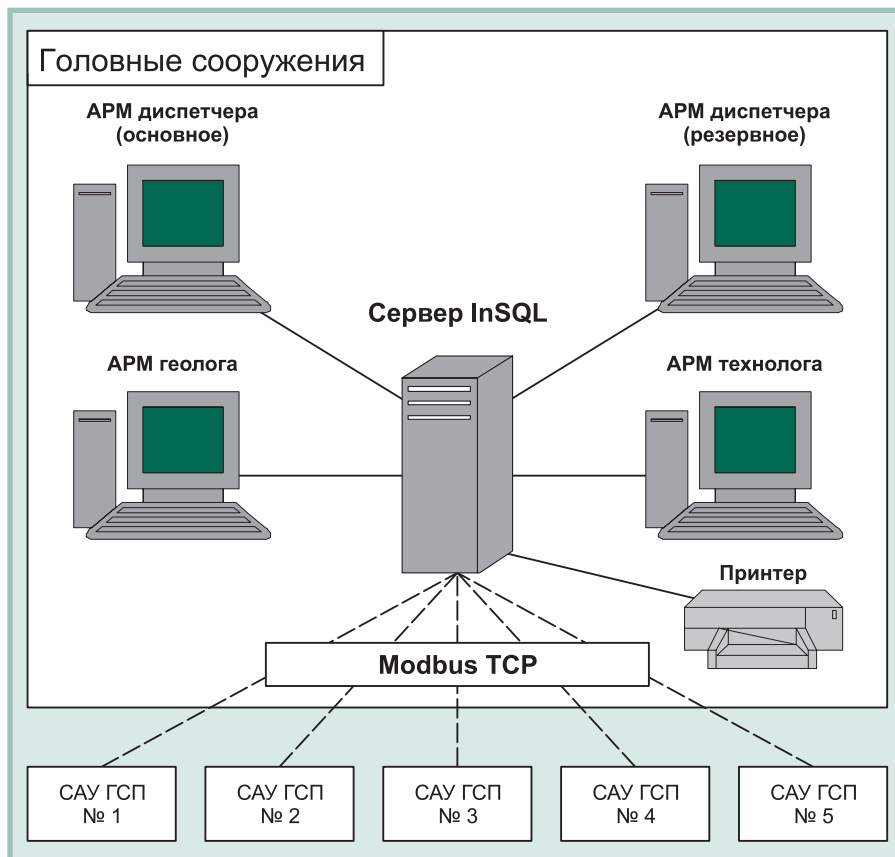 Головные сооружения
АРМ диспетчера
(основное)
АРМ диспетчера
(резервное)
Сервер InSQL
АРМ геолога
АРМ технолога
Принтер
Modbus TCP
САУ ГСП
№ 1
САУ ГСП
№ 2
САУ ГСП
№ 3
САУ ГСП
№ 4
САУ ГСП
№ 5